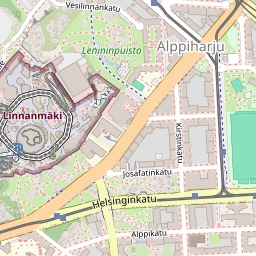 Vesilinnankatu
Leninin­puisto
Alppiharju
Linnanmäki
Kirstinkatu
Josafatinkatu
Helsinginkatu
Alppikatu